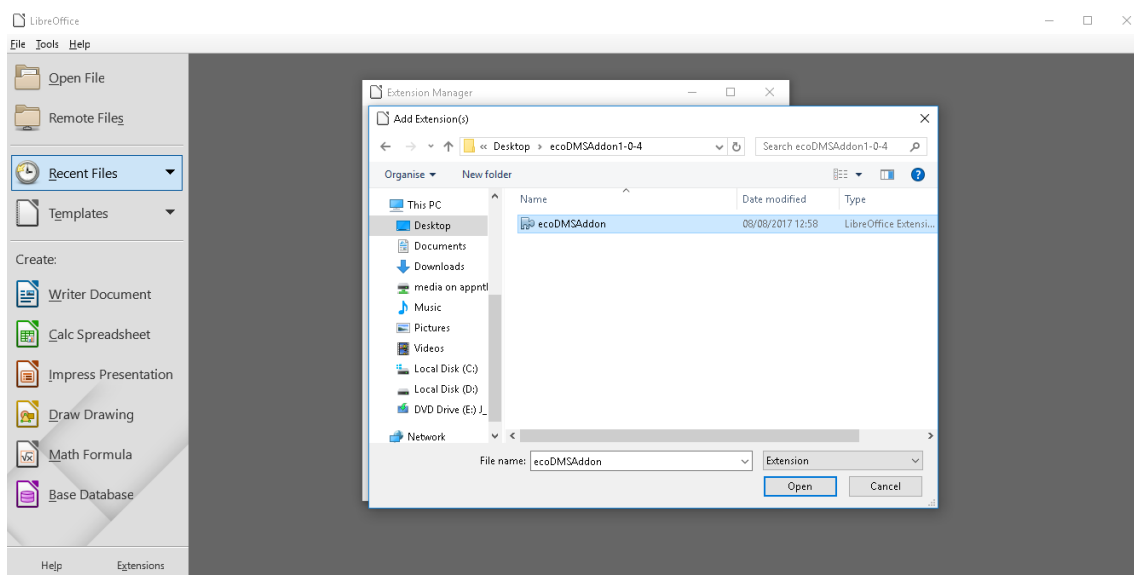 LibreOffice
File Tools Help
Open File
Remote Files
Recent Files
Templates
Create:
Writer Document
Calc Spreadsheet
Impress Presentation
Draw Drawing
Math Formula
Base Database
Help Extensions
Extension Manager
Add Extension(s)
« Desktop › ecoDMSAddon1-0-4
Search ecoDMSAddon1-0-4
Organise New folder
Name Date modified Type
This PC
Desktop
Documents
Downloads
media on appntl
Music
Pictures
Videos
Local Disk (C:)
Local Disk (D:)
DVD Drive (E:) J_
Network
ecoDMSAddon 08/08/2017 12:58 LibreOffice Extensi...
File name: ecoDMSAddon Extension
Open Cancel